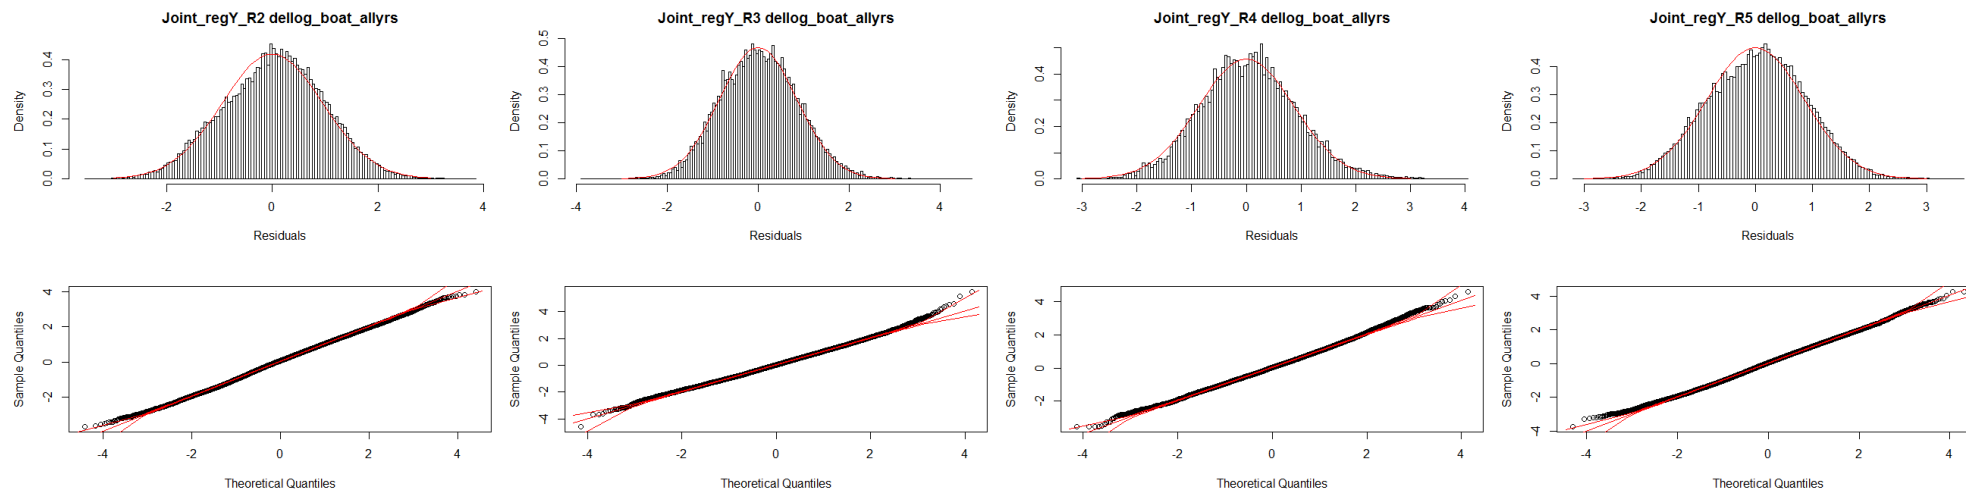 Joint_regY_R2 dellog_boat_allyrs
Density
0.0 0.1 0.2 0.3 0.4
-2 0 2 4
Residuals
Joint_regY_R3 dellog_boat_allyrs
Density
0.0 0.1 0.2 0.3 0.4 0.5
-4 -2 0 2 4
Residuals
Joint_regY_R4 dellog_boat_allyrs
Density
0.0 0.2 0.4
-3 -2 -1 0 1 2 3 4
Residuals
Joint_regY_R5 dellog_boat_allyrs
Density
0.0 0.1 0.2 0.3 0.4
-3 -2 -1 0 1 2 3
Residuals
Sample Quantiles
-2 0 2 4
-4 -2 0 2 4
Theoretical Quantiles
Sample Quantiles
-4 -2 0 2 4
-4 -2 0 2 4
Theoretical Quantiles
Sample Quantiles
-2 0 2 4
-4 -2 0 2 4
Theoretical Quantiles
Sample Quantiles
-4 -2 0 2 4
-4 -2 0 2 4
Theoretical Quantiles